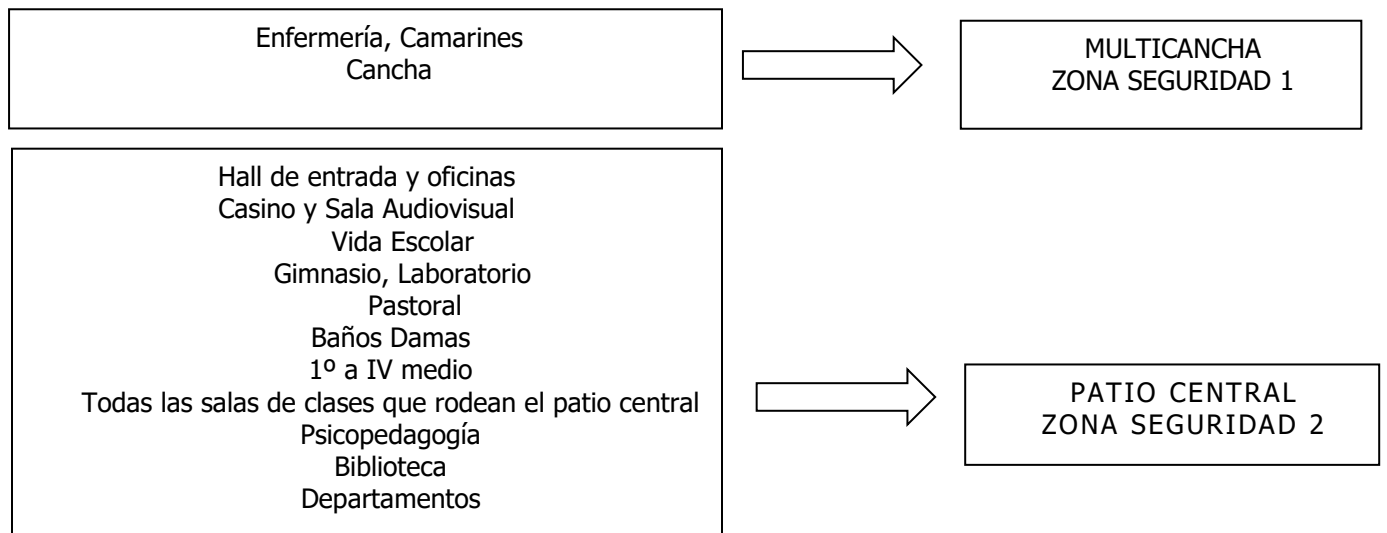 Enfermería, Camarines
Cancha
MULTICANCHA
ZONA SEGURIDAD 1
Hall de entrada y oficinas
Casino y Sala Audiovisual
Vida Escolar
Gimnasio, Laboratorio
Pastoral
Baños Damas
1º a IV medio
Todas las salas de clases que rodean el patio central
Psicopedagogía
Biblioteca
Departamentos
PATIO CENTRAL
ZONA SEGURIDAD 2